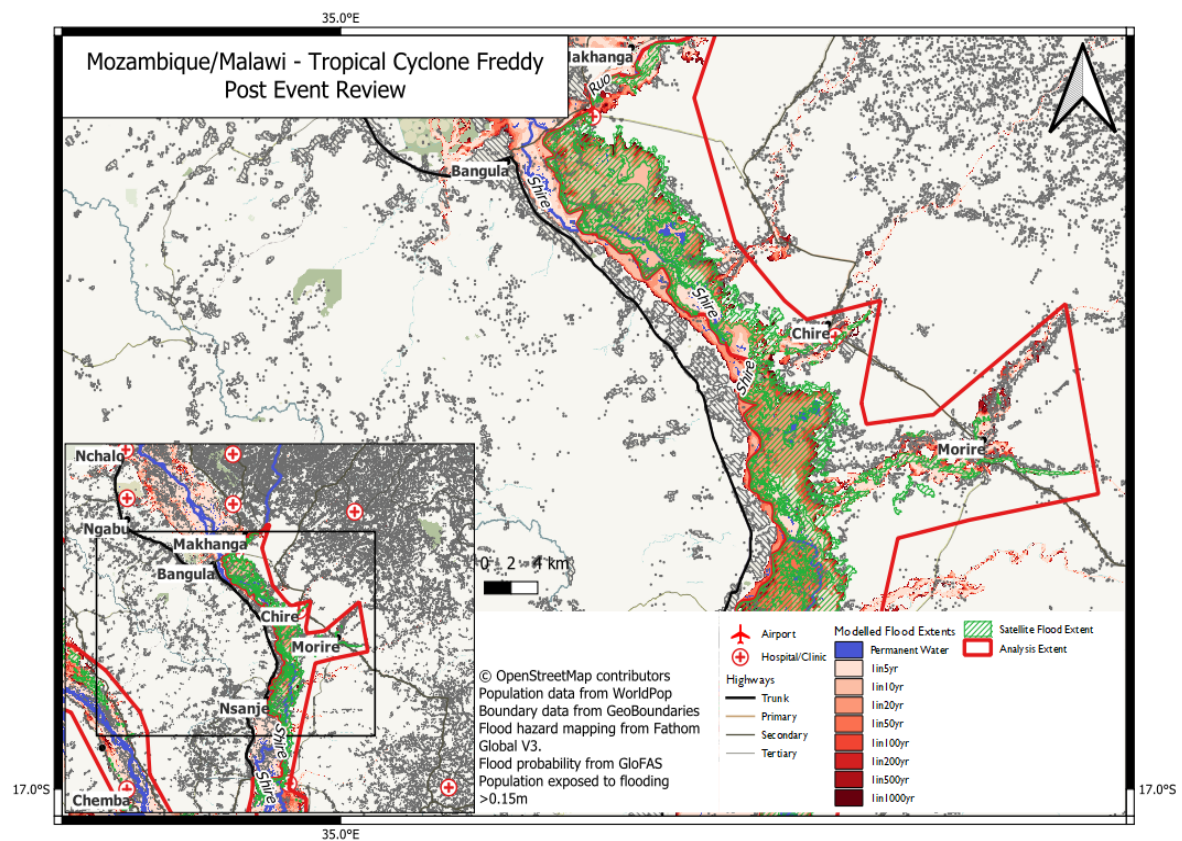 35.0°E
Mozambique/Malawi - Tropical Cyclone Freddy
Post Event Review
Makhanga
Ruo
Bangula
Shire
Shire
Chire
Shire
Morire
Nchalo
Ngabu
Makhanga
Bangula
Chire
Morire
Nsanje
Shire
Shire
Chemba
0 2 4 km
© OpenStreetMap contributors
Population data from WorldPop
Boundary data from GeoBoundaries
Flood hazard mapping from Fathom
Global V3.
Flood probability from GloFAS
Population exposed to flooding
>0.15m
Airport
Hospital/Clinic
Highways
Trunk
Primary
Secondary
Tertiary
Modelled Flood Extents
Permanent Water
1in5yr
1in10yr
1in20yr
1in50yr
1in100yr
1in200yr
1in500yr
1in1000yr
Satellite Flood Extent
Analysis Extent
17.0°S
17.0°S
35.0°E